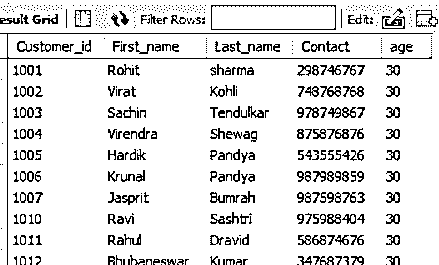 esult Grid Filter Rows: Edit:
Customer_id First_name Last_name Contact age
1001 Rohit sharma 298746767 30
1002 Virat Kohli 748768768 30
1003 Sachin Tendulkar 978749867 30
1004 Virendra Shewag 875876876 30
1005 Hardik Pandya 543555426 30
1006 Krunal Pandya 987989859 30
1007 Jasprit Bumrah 987598763 30
1010 Ravi Sashtri 975988404 30
1011 Rahul Dravid 586874676 30
1012 Bhubaneswar Kumar 347687379 30